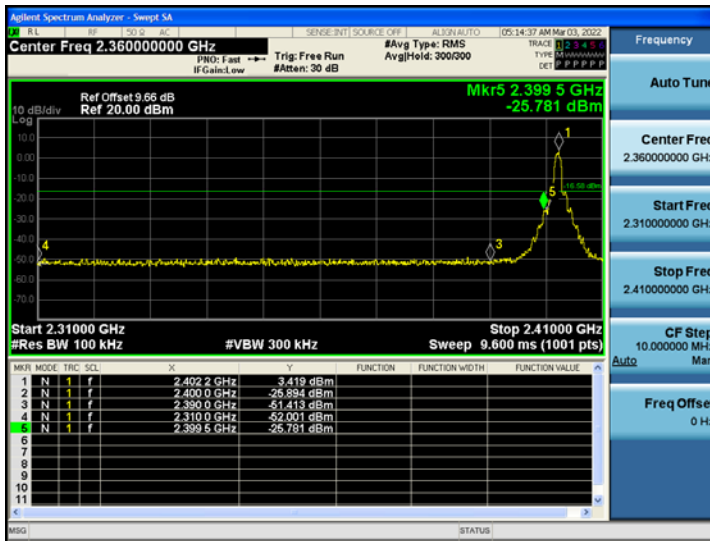 Agilent Spectrum Analyzer - Swept SA
RL RF 50 Ω AC SENSE:INT SOURCE OFF ALIGN AUTO 05:14:37 AM Mar 03, 2022
Center Freq 2.360000000 GHz
#Avg Type: RMS
TRACE 1 2 3 4 5 6
PNO: Fast Trig: Free Run Avg|Hold: 300/300
TYPE M
IFGain:Low #Atten: 30 dB
DET P P P P P P
Frequency
Auto Tune
Mkr5 2.399 5 GHz
-25.781 dBm
Ref Offset 9.66 dB
10 dB/div Ref 20.00 dBm
Log
10.0
0.00
-10.0
-20.0
-30.0
-40.0
-50.0
-60.0
-70.0
1
-16.58 dBm
5
4
3
Center Freq
2.360000000 GHz
Start Freq
2.310000000 GHz
Stop Freq
2.410000000 GHz
CF Step
10.000000 MHz
Auto Man
Freq Offset
0 Hz
Start 2.31000 GHz Stop 2.41000 GHz
#Res BW 100 kHz #VBW 300 kHz Sweep 9.600 ms (1001 pts)
MKR MODE TRC SCL X Y FUNCTION FUNCTION WIDTH FUNCTION VALUE
1 N 1 f 2.402 2 GHz 3.419 dBm
2 N 1 f 2.400 0 GHz -25.894 dBm
3 N 1 f 2.390 0 GHz -51.413 dBm
4 N 1 f 2.310 0 GHz -52.001 dBm
5 N 1 f 2.399 5 GHz -25.781 dBm
6
7
8
9
10
11
MSG STATUS